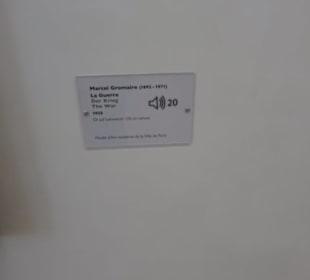 Marcel Gromaire (1892 - 1971)
La Guerre
Der Krieg
The War
20
1925
Musée d'Art moderne de la Ville de Paris